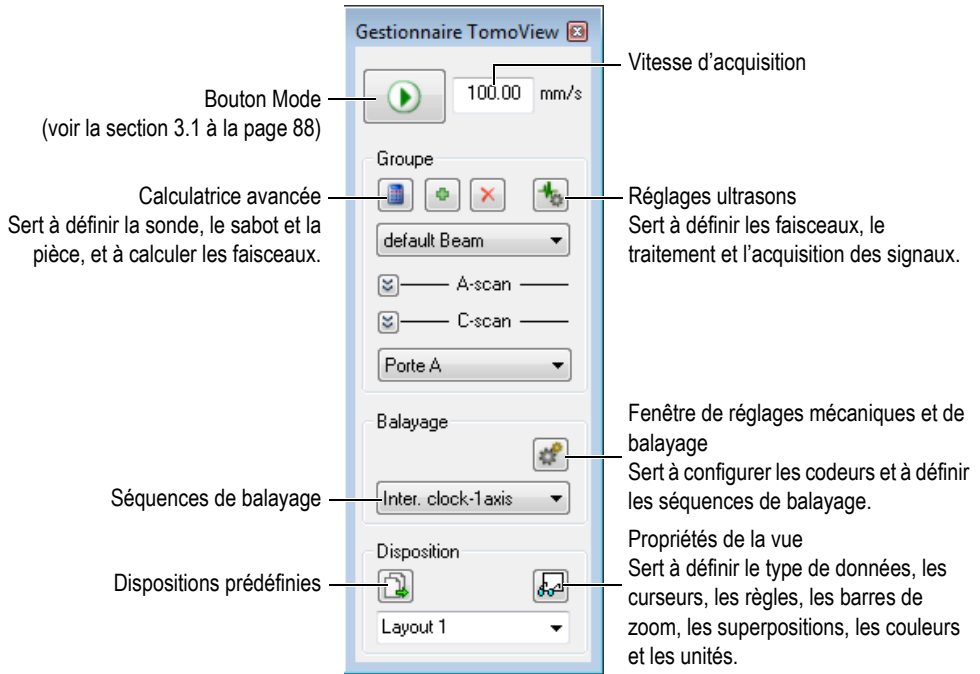 Gestionnaire TomoView
Vitesse d'acquisition
100.00 mm/s
Bouton Mode
(voir la section 3.1 à la page 88)
Groupe
Calculatrice avancée
Sert à définir la sonde, le sabot et la
pièce, et à calculer les faisceaux.
Réglages ultrasons
Sert à définir les faisceaux, le
traitement et l'acquisition des signaux.
default Beam
A-scan
C-scan
Porte A
Balayage
Fenêtre de réglages mécaniques et de
balayage
Sert à configurer les codeurs et à définir
les séquences de balayage.
Séquences de balayage
Inter. clock-1axis
Disposition
Dispositions prédéfinies
Propriétés de la vue
Sert à définir le type de données, les
curseurs, les règles, les barres de
zoom, les superpositions, les couleurs
et les unités.
Layout 1